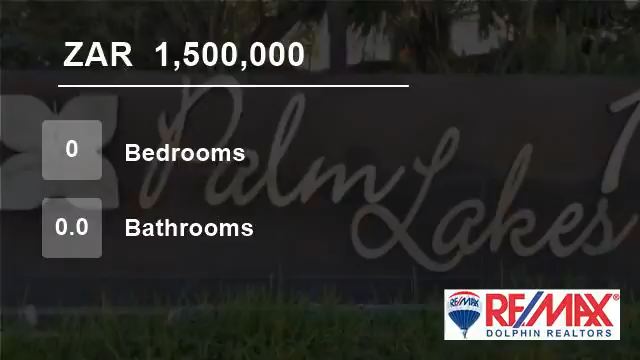 ZAR 1,500,000
0 Bedrooms
0.0 Bathrooms
Palm
Lakes
RE/MAX
RE/MAX
DOLPHIN REALTORS